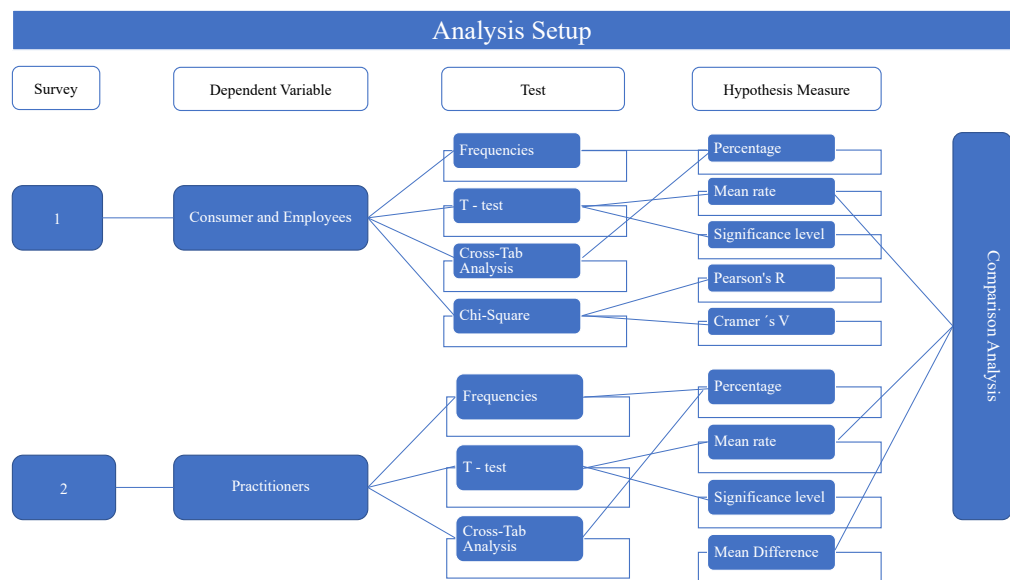 Analysis Setup
Survey
Dependent Variable
Test
Hypothesis Measure
1
Consumer and Employees
Frequencies
T - test
Cross-Tab
Analysis
Chi-Square
Percentage
Mean rate
Significance level
Pearson's R
Cramer ´s V
2
Practitioners
Frequencies
T - test
Cross-Tab
Analysis
Percentage
Mean rate
Significance level
Mean Difference
Comparison Analysis